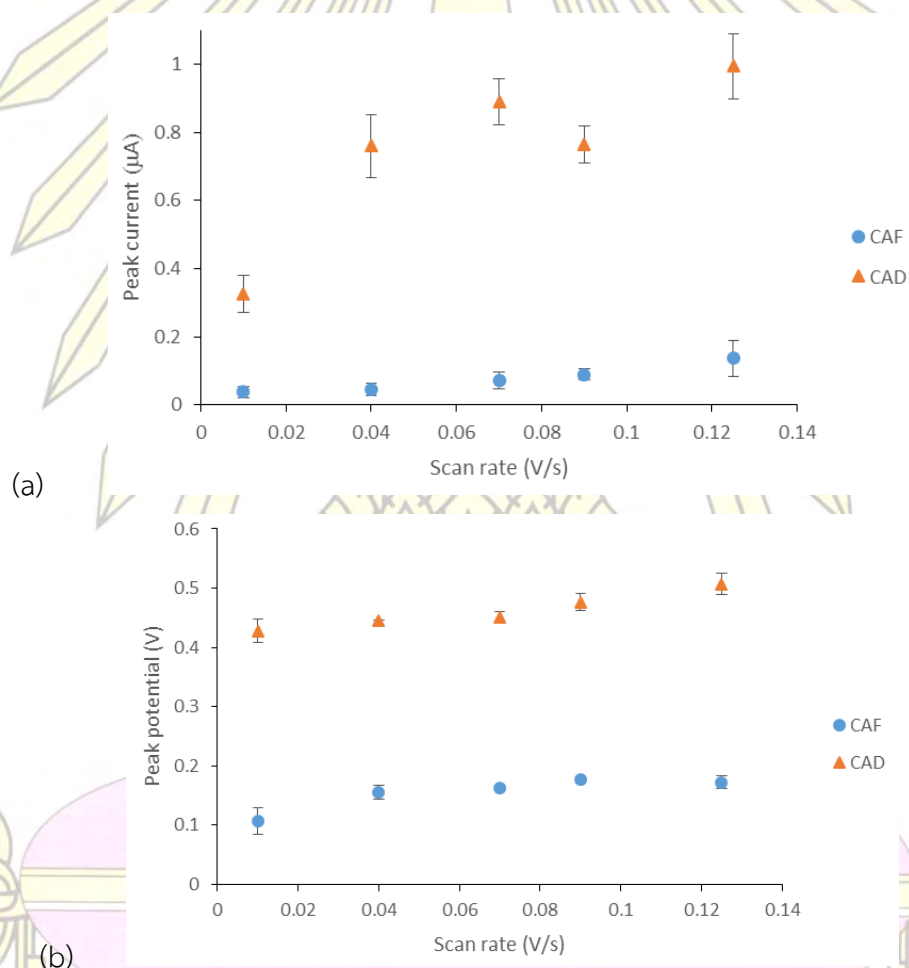 1
0.8
0.6
0.4
0.2
0
Peak current (µA)
0 0.02 0.04 0.06 0.08 0.1 0.12 0.14
Scan rate (V/s)
CAF
CAD
(a)
0.6
0.5
0.4
0.3
0.2
0.1
0
Peak potential (V)
0 0.02 0.04 0.06 0.08 0.1 0.12 0.14
Scan rate (V/s)
CAF
CAD
(b)